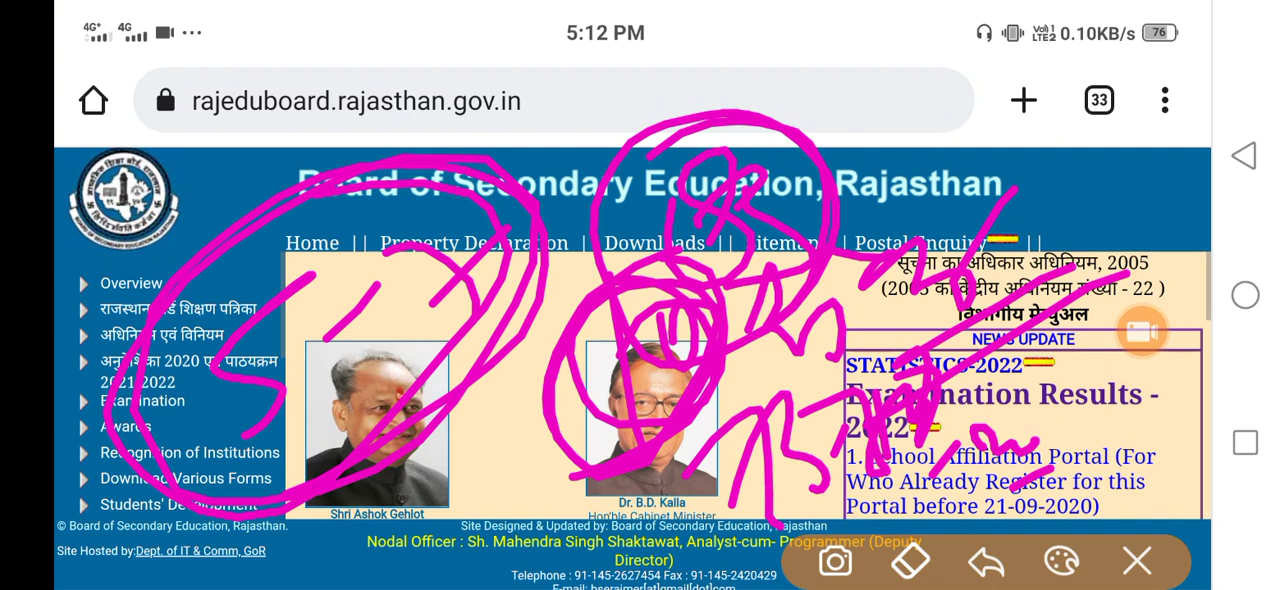 4G+ 4G 5:12 PM Vo)) 1 LTE2 0.10KB/s 76
rajeduboard.rajasthan.gov.in 33
Board of Secondary Education, Rajasthan
Home || Property Declaration || Downloads || Sitemap || Postal Enquiry ||
Overview
राजस्थान बोर्ड शिक्षण पत्रिका
अधिनियम एवं विनियम
2021-2022
Examination
Awards
Recognition of Institutions
Download Various Forms
Students' Development
Shri Ashok Gehlot
Dr. B.D. Kalla
Hon'ble Cabinet Minister
सूचना का अधिकार अधिनियम, 2005
(2005 का केंद्रीय अधिनियम संख्या - 22 )
विभागीय मेन्युअल
NEWS UPDATE
STATISTICS-2022
Examination Results -
2022
1. School Affiliation Portal (For
Who Already Register for this
Portal before 21-09-2020)
© Board of Secondary Education, Rajasthan.
Site Hosted by:Dept. of IT & Comm, GoR
Site Designed & Updated by: Board of Secondary Education, Rajasthan
Nodal Officer : Sh. Mahendra Singh Shaktawat, Analyst-cum- Programmer (Deputy
Director)
Telephone : 91-145-2627454 Fax : 91-145-2420429